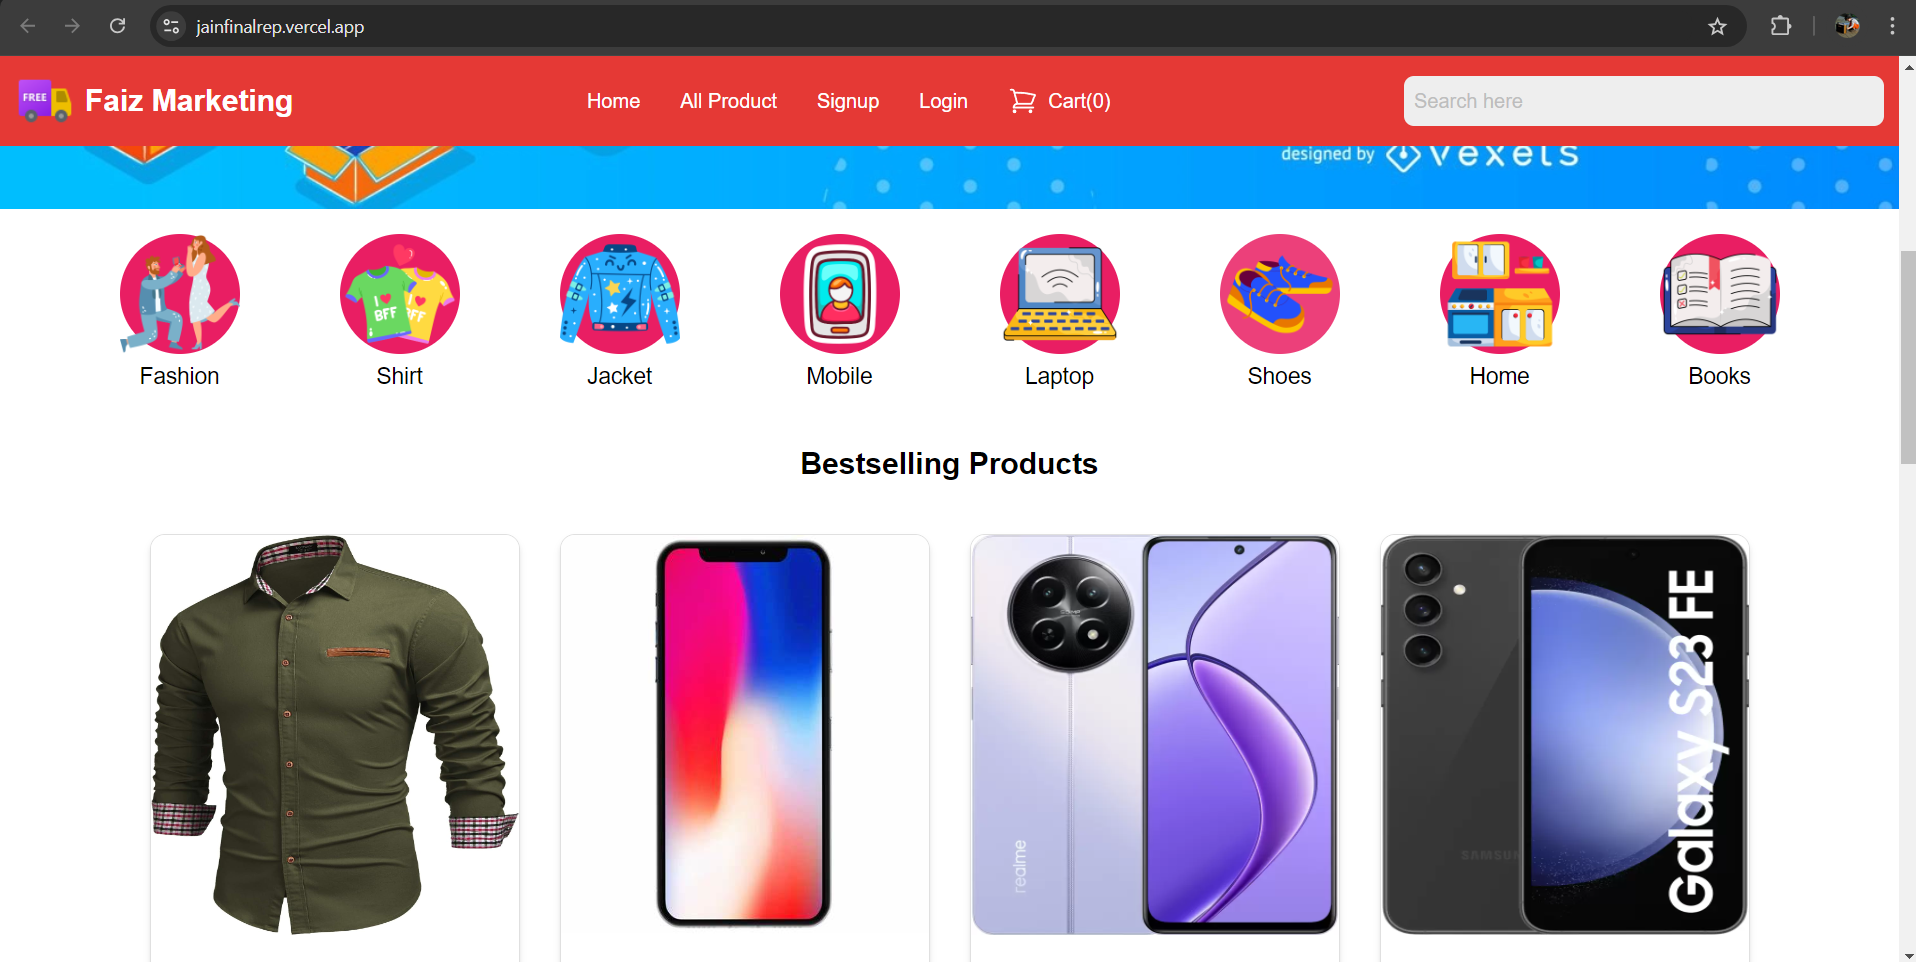 jainfinalrep.vercel.app
FREE
Faiz Marketing
Home
All Product
Signup
Login
Cart(0)
Search here
designed by vexels
I ♥ BFF
BFF
Fashion
Shirt
Jacket
Mobile
Laptop
Shoes
Home
Books
Bestselling Products
realme
SAMSUN
Galaxy S23 FE